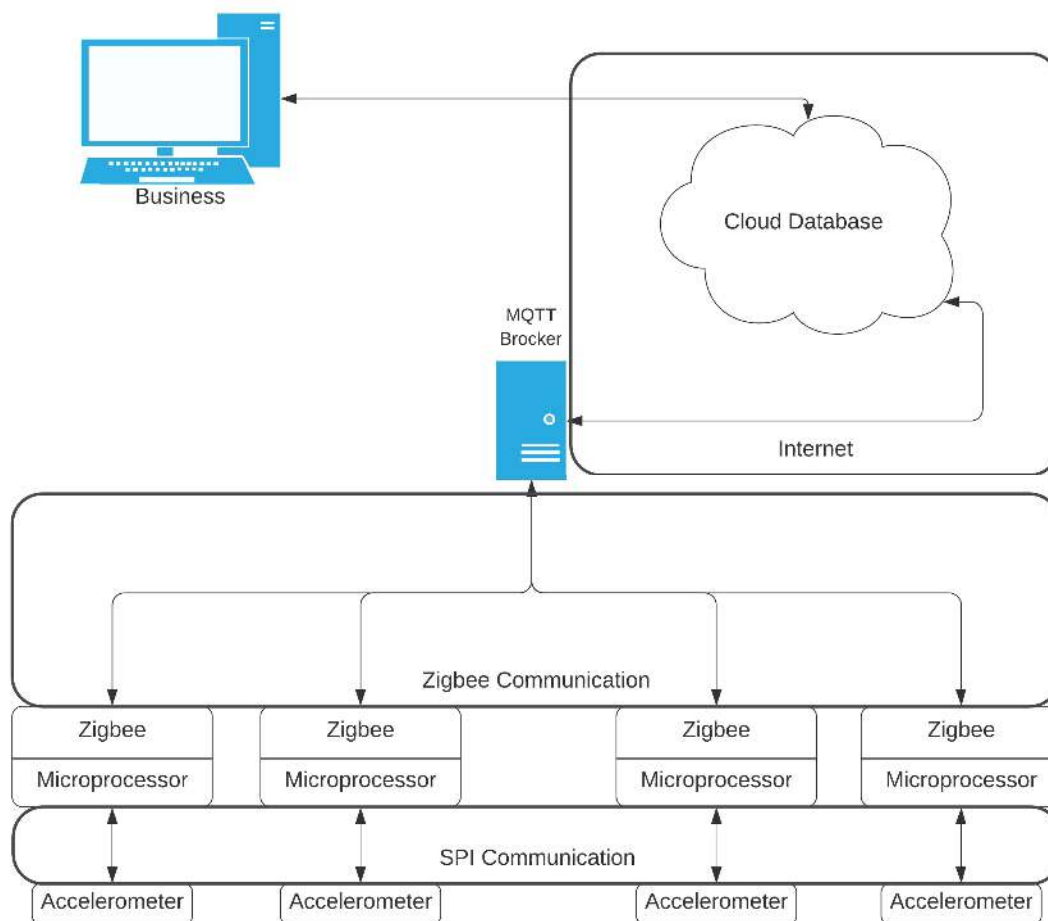 Business
Cloud Database
MQTT
Brocker
Internet
Zigbee Communication
Zigbee Zigbee Zigbee Zigbee
Microprocessor Microprocessor Microprocessor Microprocessor
SPI Communication
Accelerometer Accelerometer Accelerometer Accelerometer